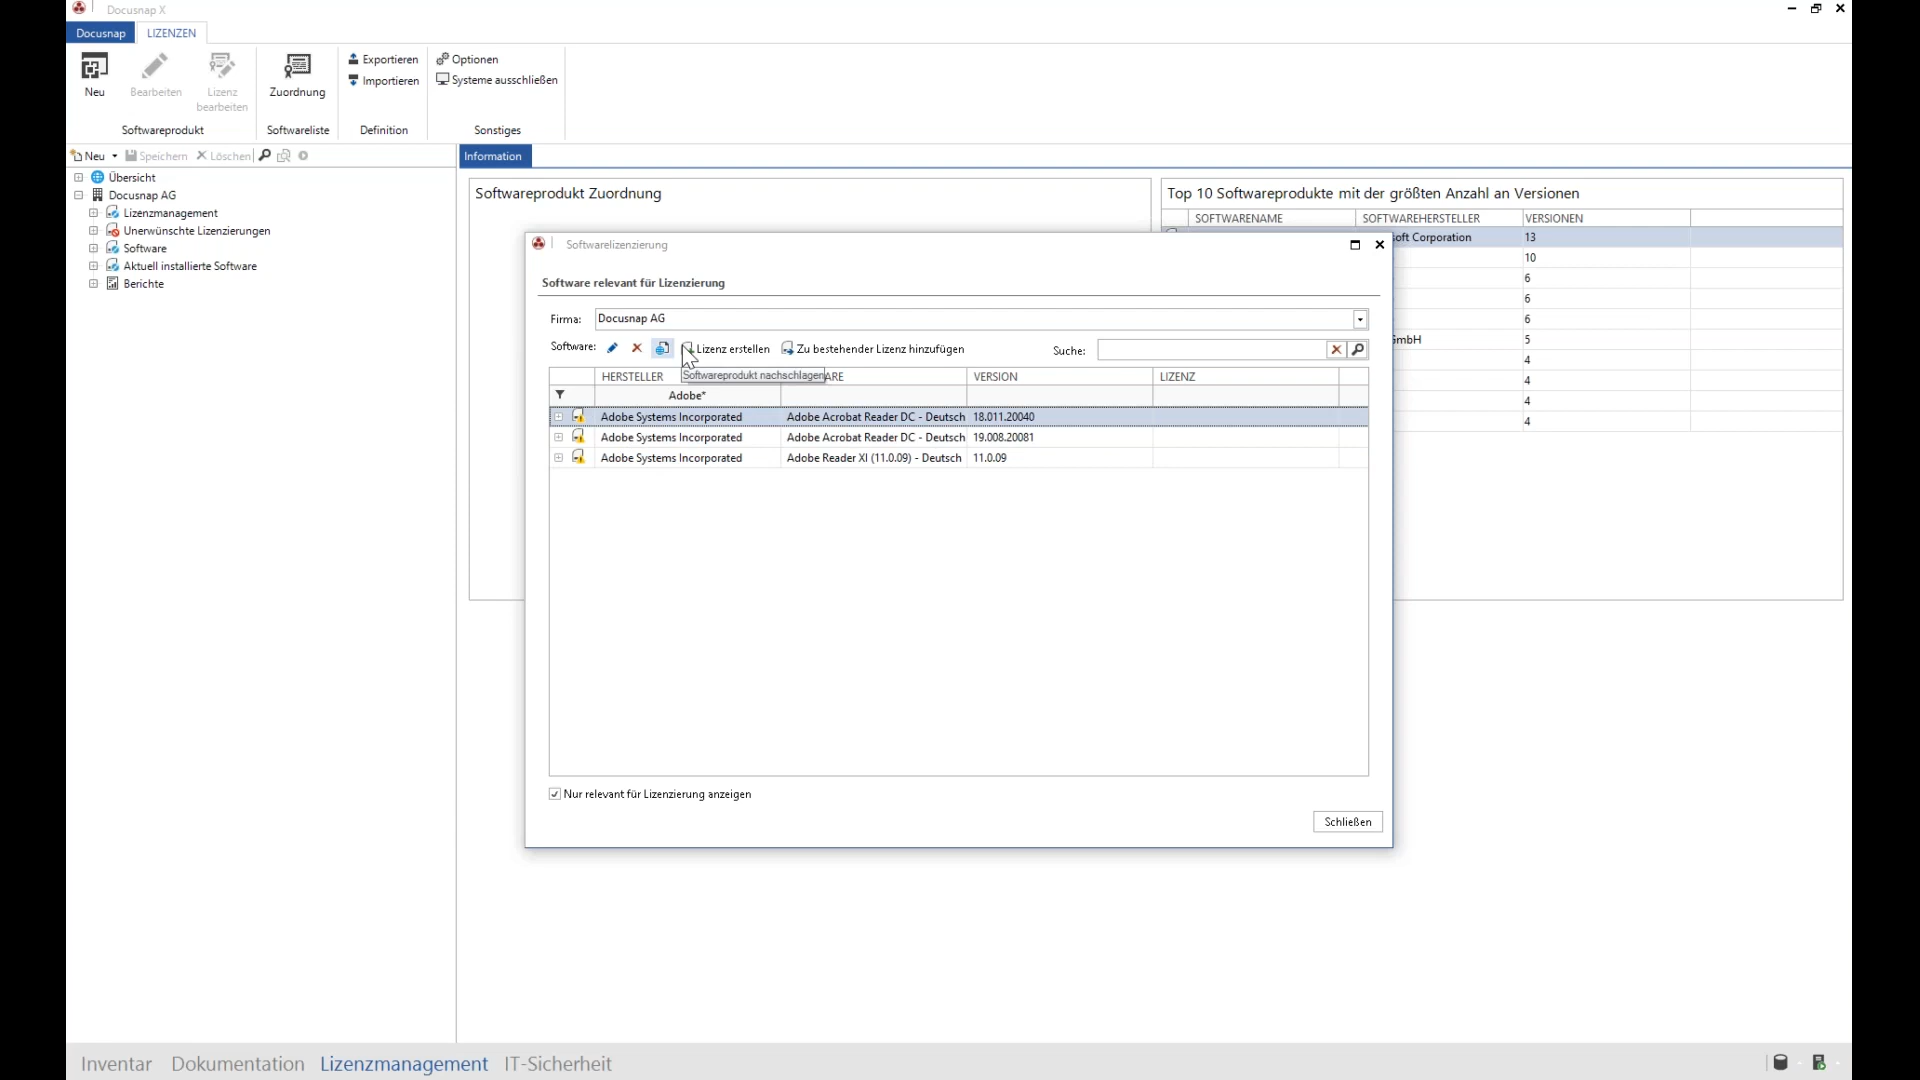 Docusnap X
Docusnap LIZENZEN
Neu Bearbeiten Lizenz bearbeiten
Softwareprodukt
Zuordnung
Softwareliste
Exportieren
Importieren
Definition
Optionen
Systeme ausschließen
Sonstiges
Neu Speichern Löschen
Übersicht
Docusnap AG
Lizenzmanagement
Unerwünschte Lizenzierungen
Software
Aktuell installierte Software
Berichte
Information
Softwareprodukt Zuordnung
Top 10 Softwareprodukte mit der größten Anzahl an Versionen
SOFTWARENAME SOFTWAREHERSTELLER VERSIONEN
soft Corporation 13
10
6
6
6
GmbH 5
4
4
4
4
Softwarelizenzierung
Software relevant für Lizenzierung
Firma: Docusnap AG
Software: Lizenz erstellen Zu bestehender Lizenz hinzufügen Suche:
Softwareprodukt nachschlagen
HERSTELLER ARE VERSION LIZENZ
Adobe*
Adobe Systems Incorporated Adobe Acrobat Reader DC - Deutsch 18.011.20040
Adobe Systems Incorporated Adobe Acrobat Reader DC - Deutsch 19.008.20081
Adobe Systems Incorporated Adobe Reader XI (11.0.09) - Deutsch 11.0.09
Nur relevant für Lizenzierung anzeigen
Schließen
Inventar Dokumentation Lizenzmanagement IT-Sicherheit